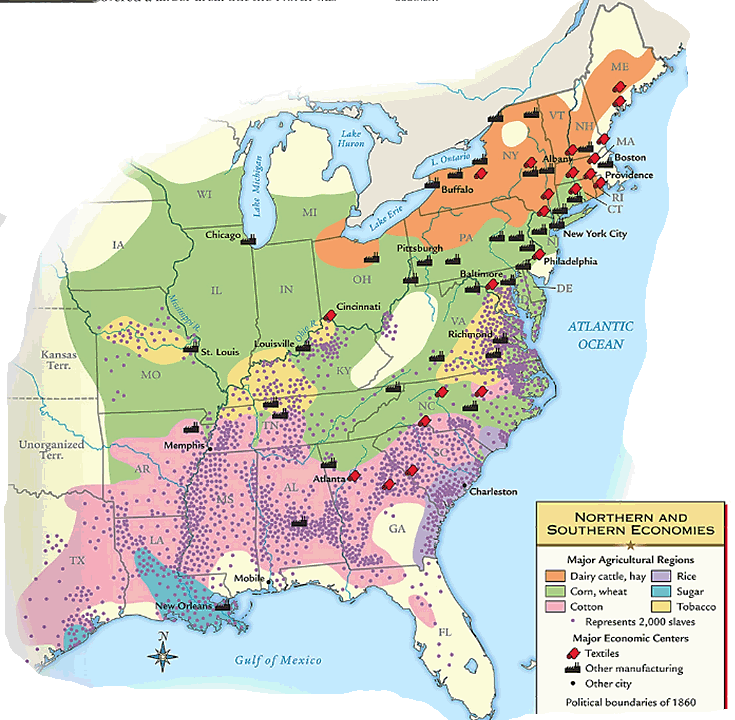 ME
VT
NH
Lake
Huron
MA
L. Ontario
NY
Albany
Boston
Providence
RI
CT
WI
Lake Michigan
MI
Lake Erie
Buffalo
IA
Chicago
PA
Pittsburgh
New York City
NJ
Philadelphia
Baltimore
DE
IL
IN
OH
Mississippi R.
Cincinnati
Ohio R.
VA
Richmond
ATLANTIC
OCEAN
Kansas
Terr.
St. Louis
Louisville
MO
KY
NC
Unorganized
Terr.
Memphis
TN
AR
SC
Atlanta
Charleston
MS
AL
GA
TX
LA
Mobile
New Orleans
FL
N
Gulf of Mexico
NORTHERN AND
SOUTHERN ECONOMIES
Major Agricultural Regions
Dairy cattle, hay
Rice
Corn, wheat
Sugar
Cotton
Tobacco
Represents 2,000 slaves
Major Economic Centers
Textiles
Other manufacturing
Other city
Political boundaries of 1860